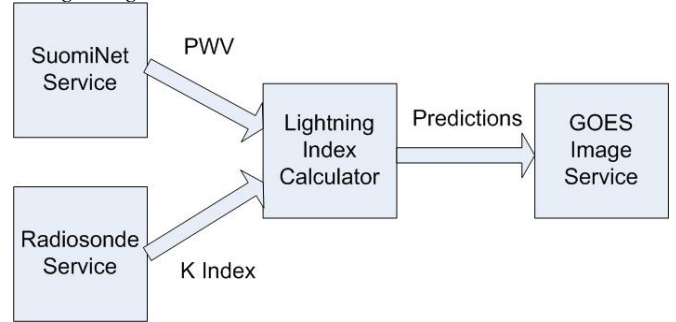 SuomiNet
Service
PWV
Lightning
Index
Calculator
Predictions
GOES
Image
Service
Radiosonde
Service
K Index